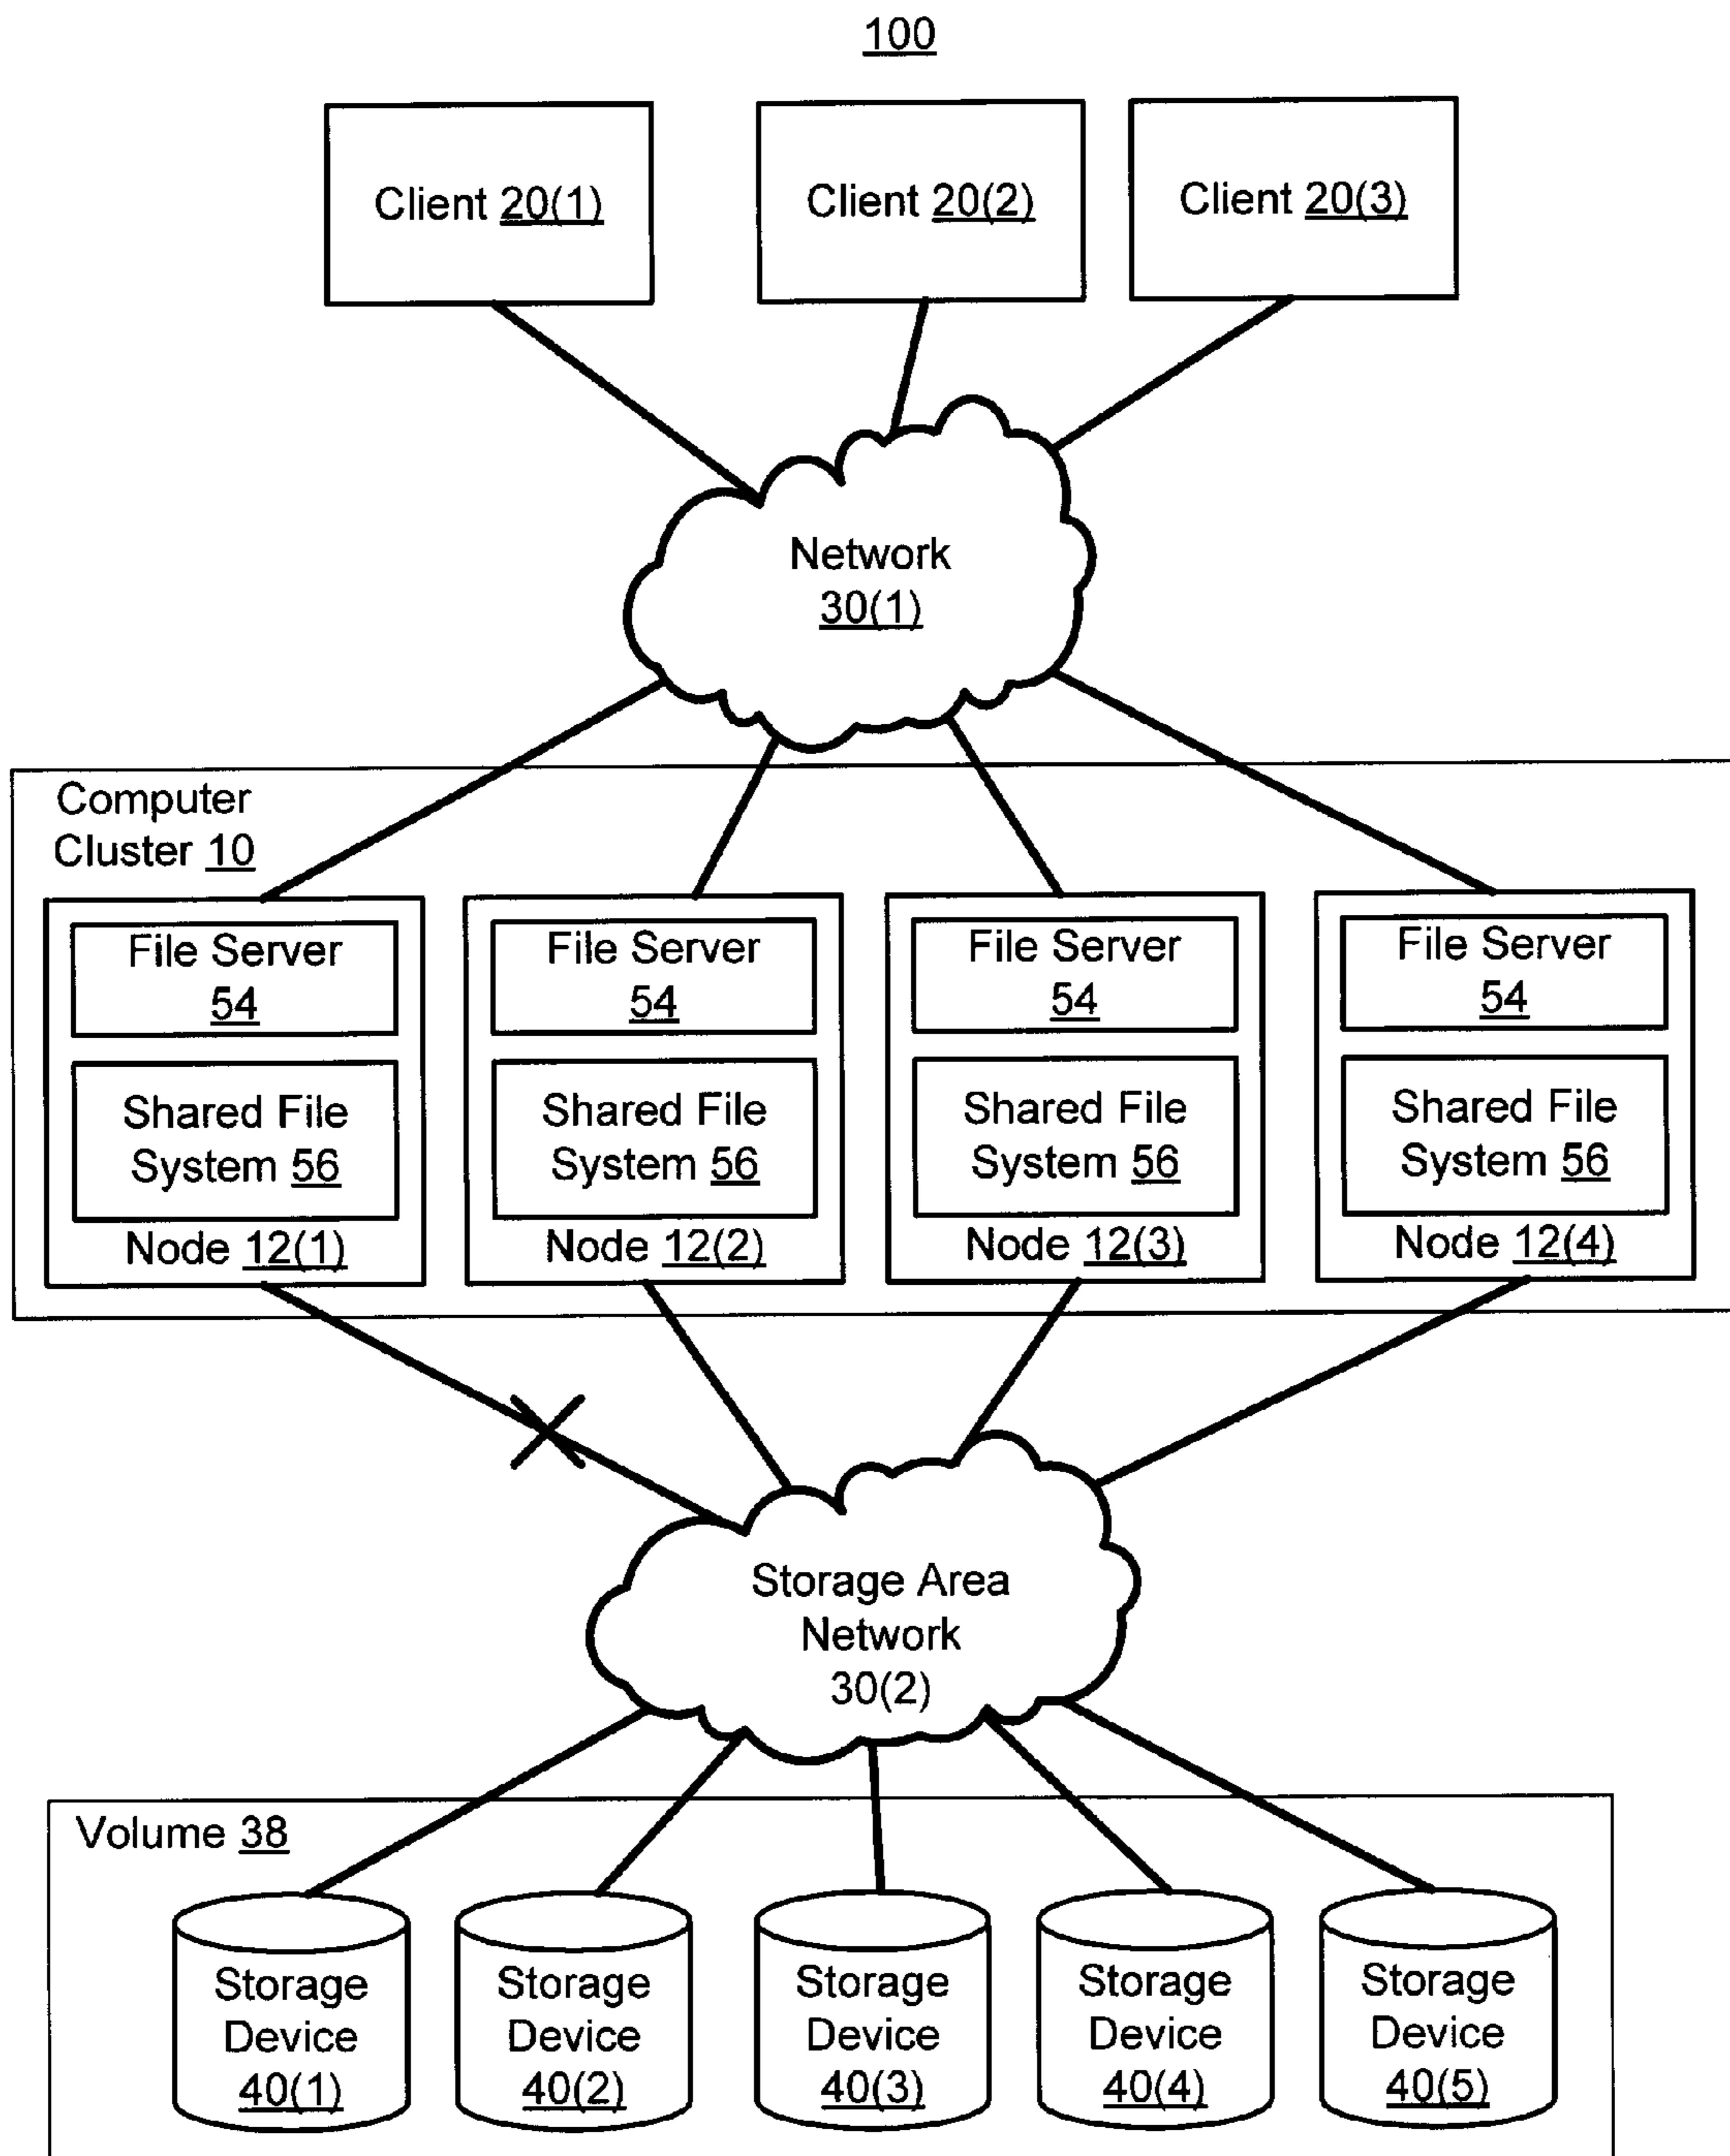 100
Client 20(1)
Client 20(2)
Client 20(3)
Network
30(1)
Computer
Cluster 10
File Server
54
Shared File
System 56
Node 12(1)
File Server
54
Shared File
System 56
Node 12(2)
File Server
54
Shared File
System 56
Node 12(3)
File Server
54
Shared File
System 56
Node 12(4)
Storage Area
Network
30(2)
Volume 38
Storage
Device
40(1)
Storage
Device
40(2)
Storage
Device
40(3)
Storage
Device
40(4)
Storage
Device
40(5)